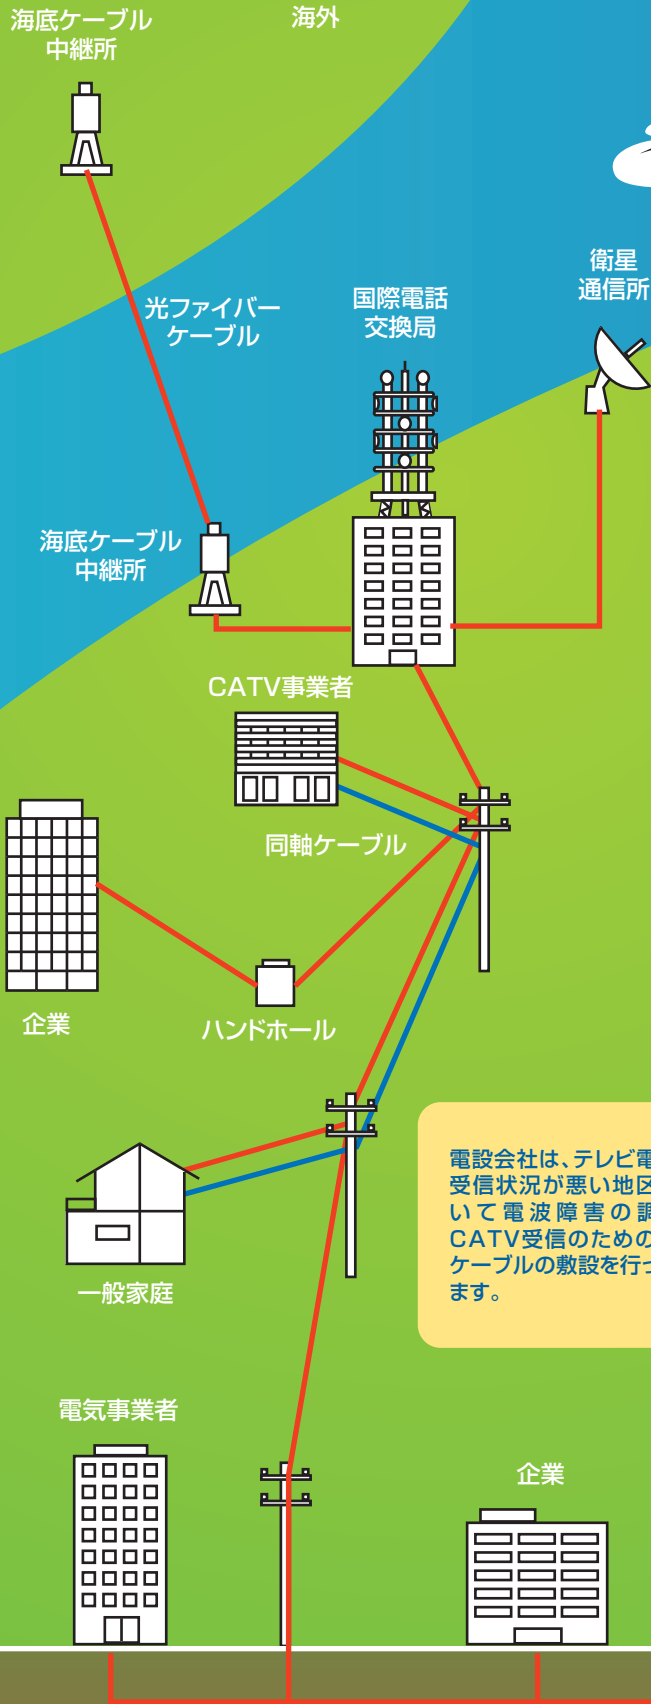 海底ケーブル
中継所
海外
衛星
通信所
光ファイバー
ケーブル
国際電話
交換局
海底ケーブル
中継所
CATV事業者
同軸ケーブル
企業
ハンドホール
電設会社は、テレビ電
受信状況が悪い地区
いて電波障害の調
CATV受信のための
ケーブルの敷設を行っ
ます。
一般家庭
電気事業者
企業